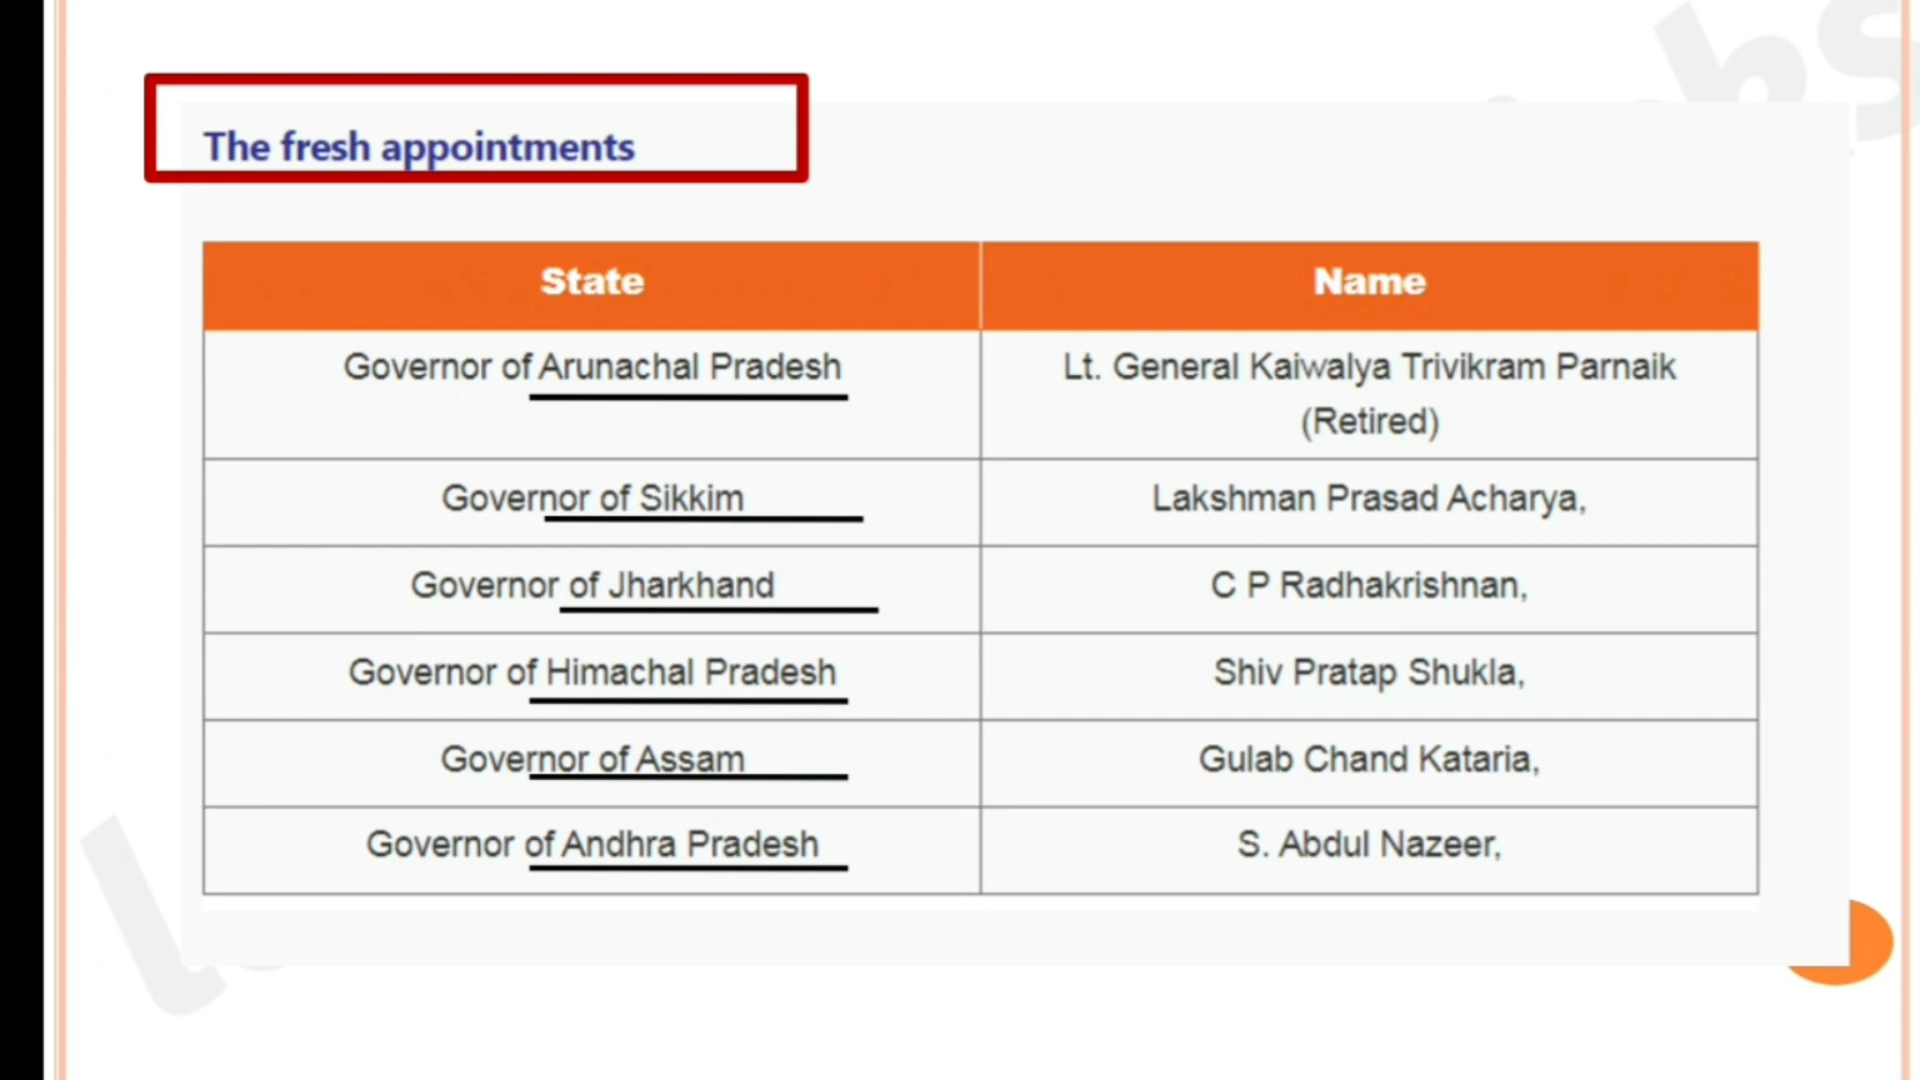 The fresh appointments
State Name
Governor of Arunachal Pradesh Lt. General Kaiwalya Trivikram Parnaik
(Retired)
Governor of Sikkim Lakshman Prasad Acharya,
Governor of Jharkhand C P Radhakrishnan,
Governor of Himachal Pradesh Shiv Pratap Shukla,
Governor of Assam Gulab Chand Kataria,
Governor of Andhra Pradesh S. Abdul Nazeer,